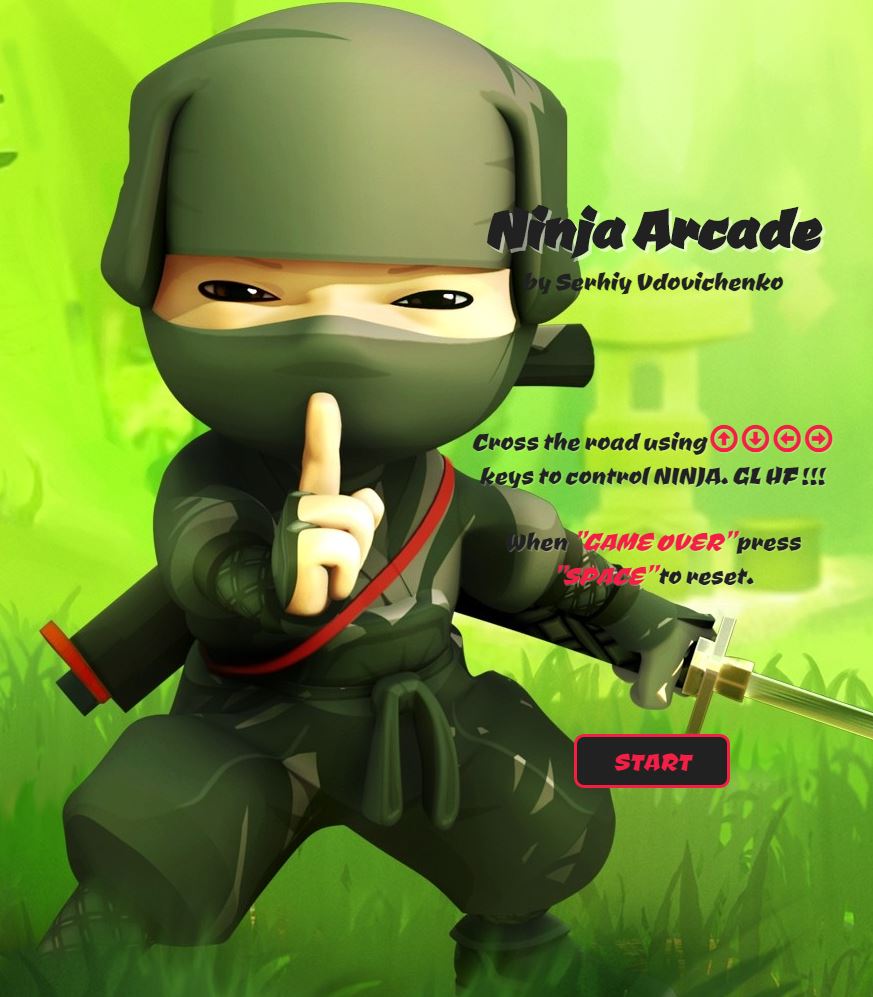 Ninja Arcade
by Serhiy Vdovichenko
Cross the road using
keys to control NINJA. GL HF !!!
When "GAME OVER" press
"SPACE" to reset.
START